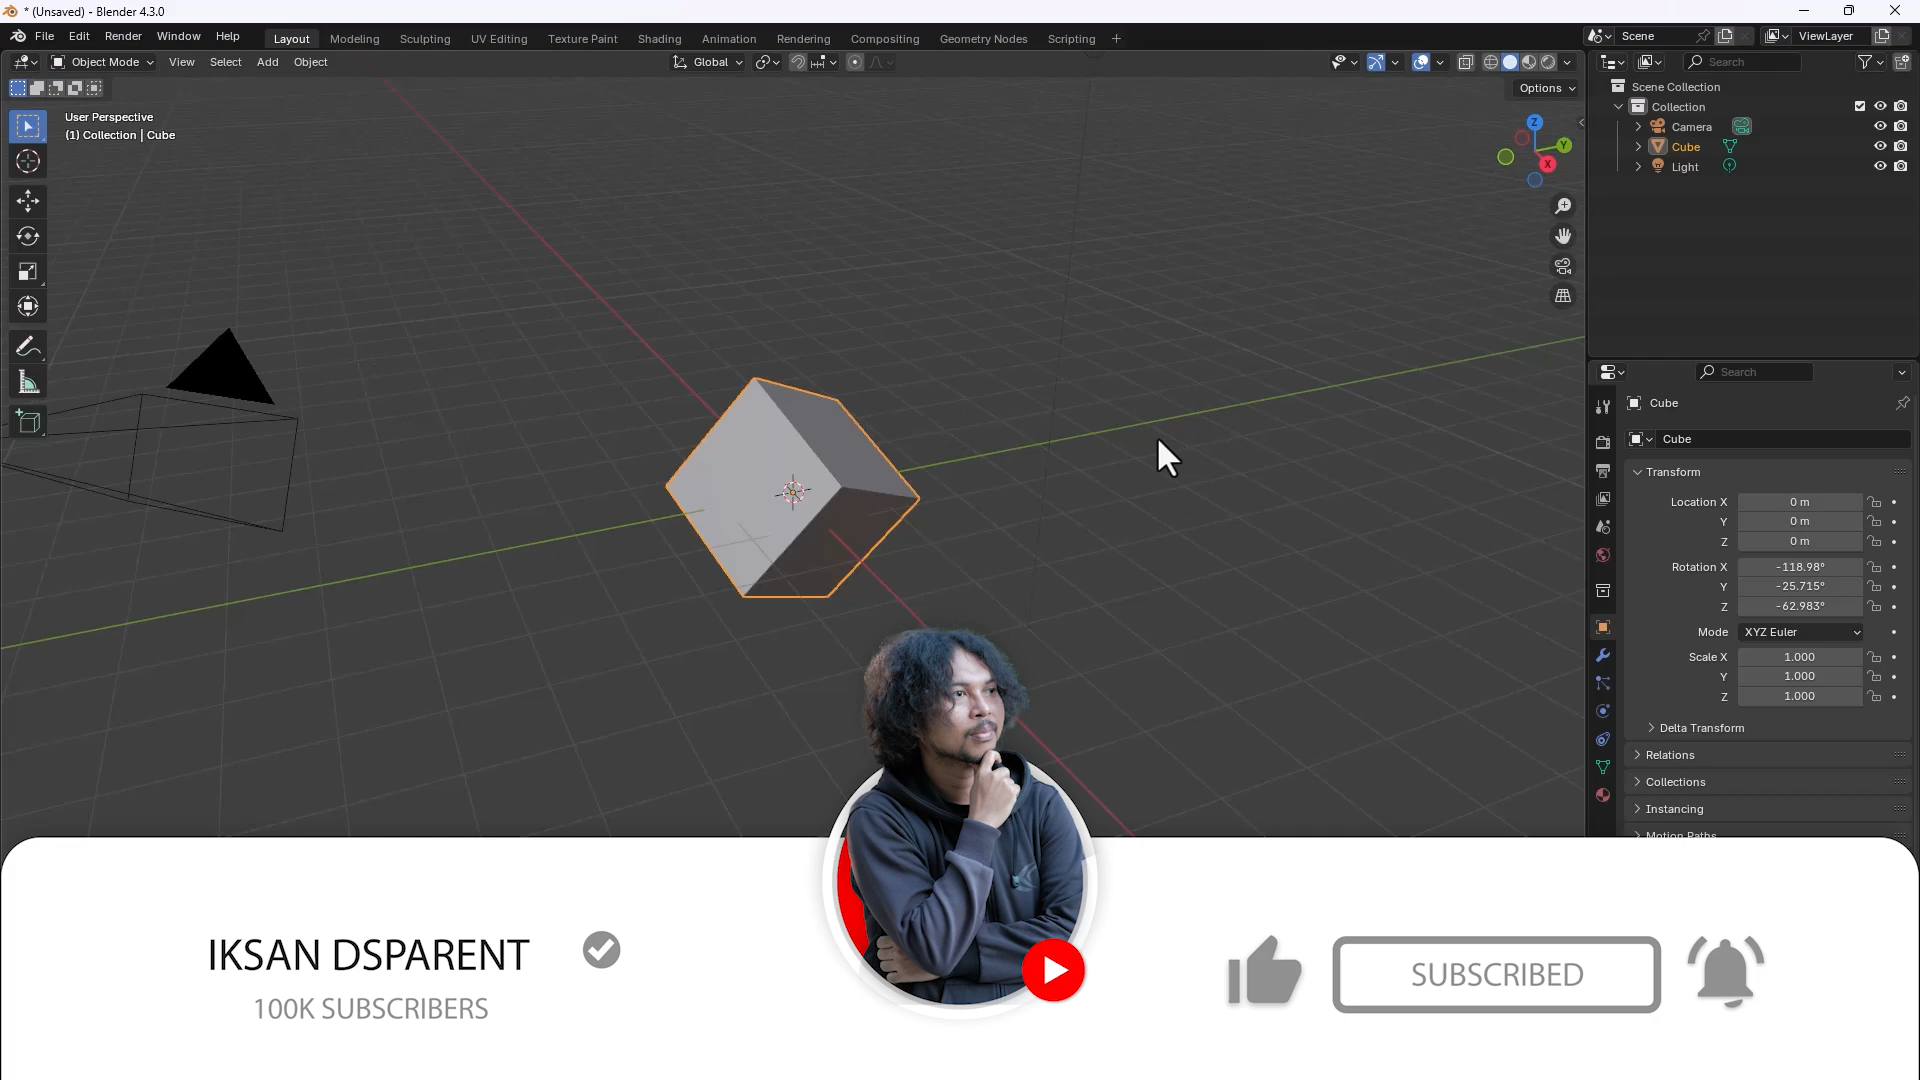 * (Unsaved) - Blender 4.3.0
File Edit Render Window Help Layout Modeling Sculpting UV Editing Texture Paint Shading Animation Rendering Compositing Geometry Nodes Scripting + Scene ViewLayer
Object Mode View Select Add Object Global Search
Options
User Perspective
(1) Collection | Cube
Z
Y
X
Scene Collection
Collection
Camera
Cube
Light
Search
Cube
Cube
Transform
Location X 0 m
Y 0 m
Z 0 m
Rotation X -118.98°
Y -25.715°
Z -62.983°
Mode XYZ Euler
Scale X 1.000
Y 1.000
Z 1.000
Delta Transform
Relations
Collections
Instancing
Motion Paths
IKSAN DSPARENT
100K SUBSCRIBERS
SUBSCRIBED